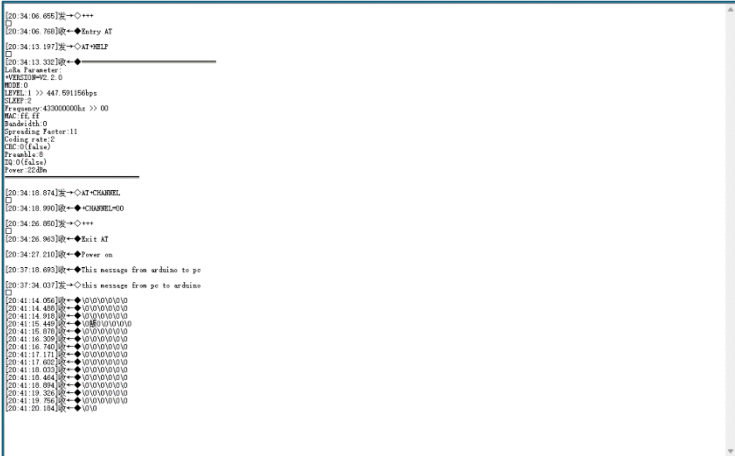 [20:34:06.655]发→◇+++
□
[20:34:06.768]收←◆Entry AT
[20:34:13.197]发→◇AT+HELP
□
[20:34:13.332]收←◆
LoRa Parameter:
+VERSION=V2.2.0
MODE:0
LEVEL:1 >> 447.591156bps
SLEEP:2
Frequency:433000000hz >> 00
MAC:ff,ff
Bandwidth:0
Spreading Factor:11
Coding rate:2
CRC:0(false)
Preamble:8
IQ:0(false)
Power:22dBm
[20:34:18.874]发→◇AT+CHANNEL
□
[20:34:18.990]收←◆+CHANNEL=00
[20:34:26.850]发→◇+++
□
[20:34:26.963]收←◆Exit AT
[20:34:27.210]收←◆Power on
[20:37:18.693]收←◆This message from arduino to pc
[20:37:34.037]发→◇this message from pc to arduino
□
[20:41:14.056]收←◆\0\0\0\0\0\0
[20:41:14.488]收←◆\0\0\0\0\0\0
[20:41:14.918]收←◆\0\0\0\0\0\0
[20:41:15.449]收←◆\0\0\0\0\0
[20:41:15.878]收←◆\0\0\0\0\0\0
[20:41:16.309]收←◆\0\0\0\0\0\0
[20:41:16.740]收←◆\0\0\0\0\0\0
[20:41:17.171]收←◆\0\0\0\0\0\0
[20:41:17.602]收←◆\0\0\0\0\0\0
[20:41:18.033]收←◆\0\0\0\0\0\0
[20:41:18.464]收←◆\0\0\0\0\0\0
[20:41:18.894]收←◆\0\0\0\0\0\0
[20:41:19.326]收←◆\0\0\0\0\0\0
[20:41:19.756]收←◆\0\0\0\0\0\0
[20:41:20.184]收←◆\0\0